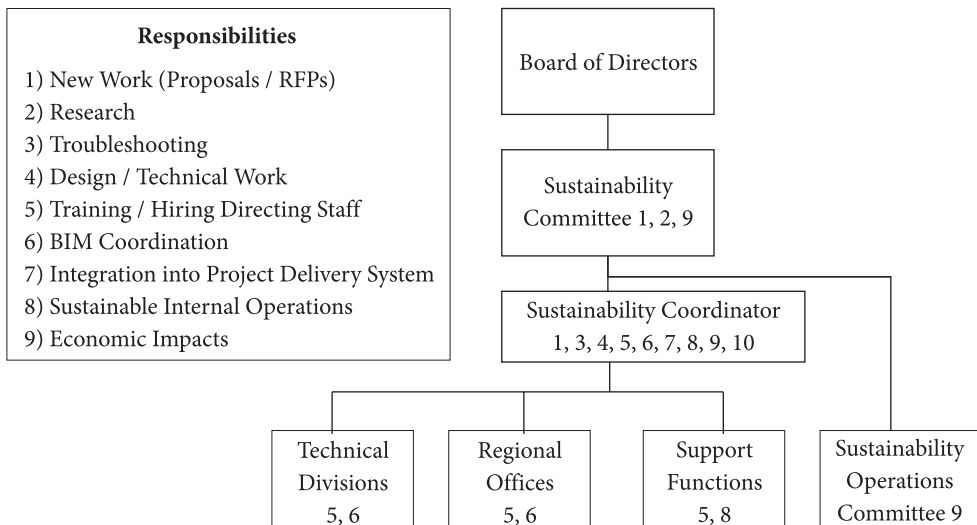 Responsibilities
1) New Work (Proposals / RFPs)
2) Research
3) Troubleshooting
4) Design / Technical Work
5) Training / Hiring Directing Staff
6) BIM Coordination
7) Integration into Project Delivery System
8) Sustainable Internal Operations
9) Economic Impacts
Board of Directors
Sustainability
Committee 1, 2, 9
Sustainability Coordinator
1, 3, 4, 5, 6, 7, 8, 9, 10
Technical
Divisions
5, 6
Regional
Offices
5, 6
Support
Functions
5, 8
Sustainability
Operations
Committee 9